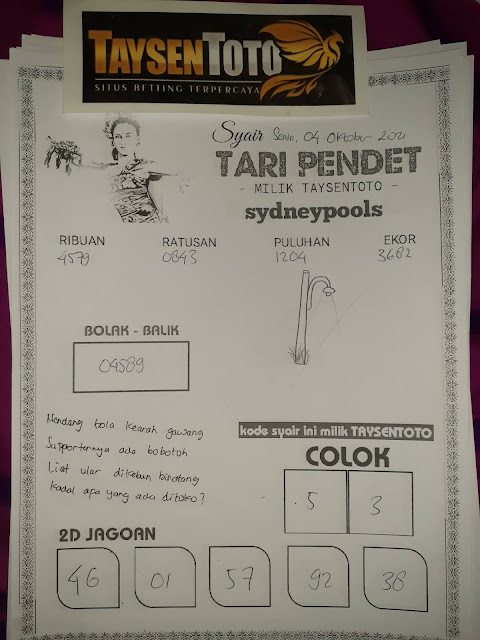 TAYSENTOTO
SITUS BETTING TERPERCAYA
Syair Senin, 04 Oktober 2021
TARI PENDET
- MILIK TAYSENTOTO -
sydneypools
RIBUAN RATUSAN PULUHAN EKOR
4579 0843 1204 3682
BOLAK - BALIK
04589
Mendang bola kearah gawang
Supporternya ada bobotoh
Liat ular dikebun binatang
Kadal apa yang ada ditoko?
kode syair ini milik TAYSENTOTO
COLOK
5 3
2D JAGOAN
46 01 57 92 38